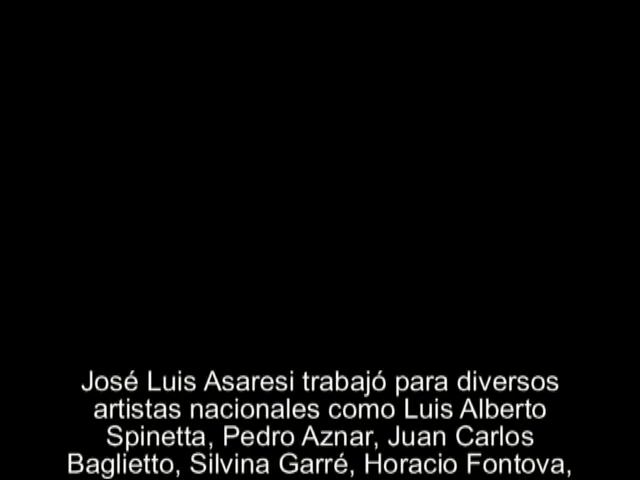 José Luis Asaresi trabajó para diversos
artistas nacionales como Luis Alberto
Spinetta, Pedro Aznar, Juan Carlos
Baglietto, Silvina Garré, Horacio Fontova,